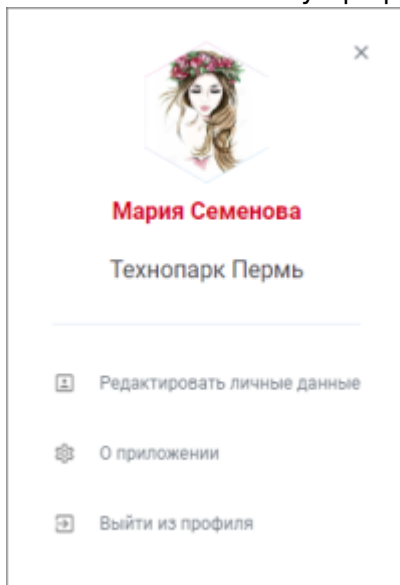 Мария Семенова
Технопарк Пермь
Редактировать личные данные
О приложении
Выйти из профиля